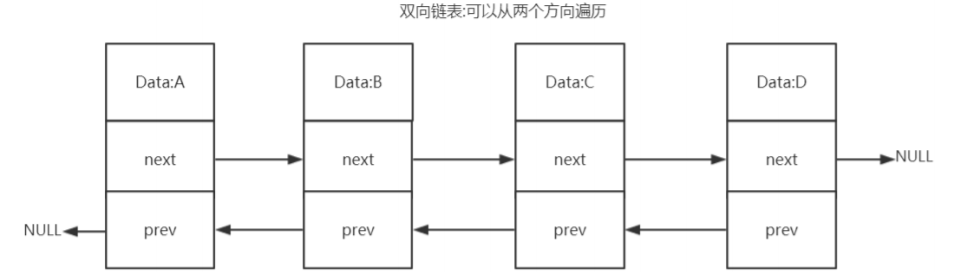 双向链表:可以从两个方向遍历
Data:A Data:B Data:C Data:D
next next next next NULL
NULL prev prev prev prev